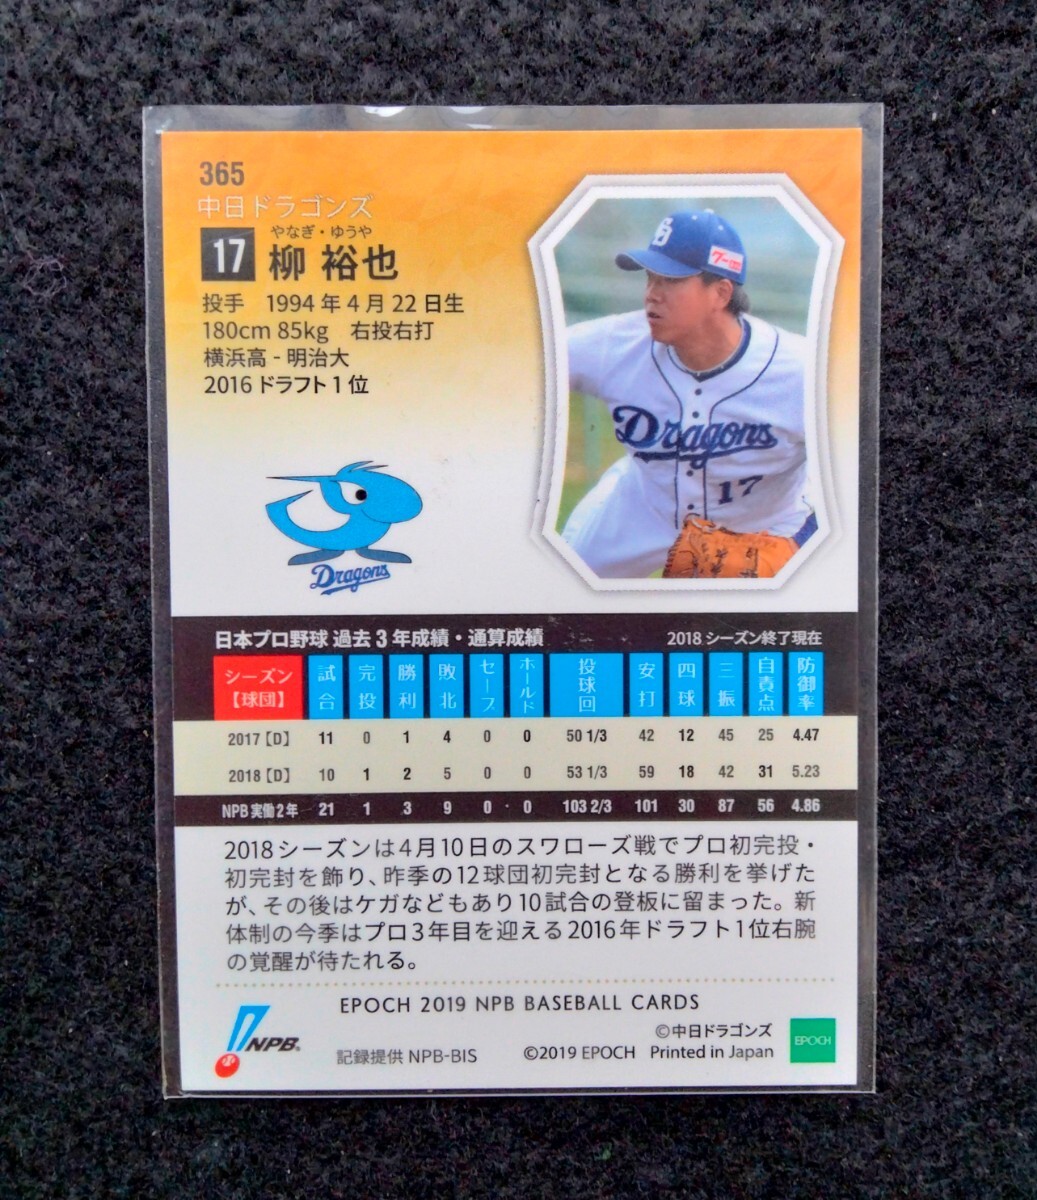 365
中日ドラゴンズ
やなぎ・ゆうや
17 柳 裕也
投手 1994年4月22日生
180cm 85kg 右投右打
横浜高 - 明治大
2016 ドラフト1位
Dragons
17
Dragons
日本プロ野球 過去3年成績・通算成績 2018 シーズン終了現在
シーズン【球団】 試合 完投 勝利 敗北 セーブ ホールド 投球回 安打 四球 三振 自責点 防御率
2017【D】 11 0 1 4 0 0 50 1/3 42 12 45 25 4.47
2018【D】 10 1 2 5 0 0 53 1/3 59 18 42 31 5.23
NPB実働2年 21 1 3 9 0 0 103 2/3 101 30 87 56 4.86
2018シーズンは4月10日のスワローズ戦でプロ初完投・
初完封を飾り、昨季の12球団初完封となる勝利を挙げた
が、その後はケガなどもあり10試合の登板に留まった。新
体制の今季はプロ3年目を迎える2016年ドラフト1位右腕
の覚醒が待たれる。
EPOCH 2019 NPB BASEBALL CARDS
NPB
©中日ドラゴンズ
記録提供 NPB-BIS ©2019 EPOCH Printed in Japan
EPOCH